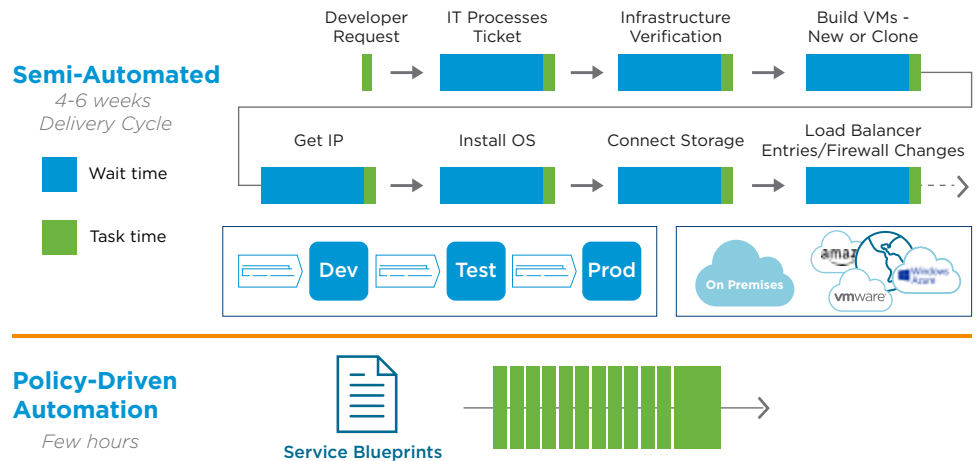 Developer
Request
IT Processes
Ticket
Infrastructure
Verification
Build VMs -
New or Clone
Semi-Automated
4-6 weeks
Delivery Cycle
Wait time
Task time
Get IP
Install OS
Connect Storage
Load Balancer
Entries/Firewall Changes
Dev
Test
Prod
On Premises
amaz
vmware
Windows
Azure
Policy-Driven
Automation
Few hours
Service Blueprints